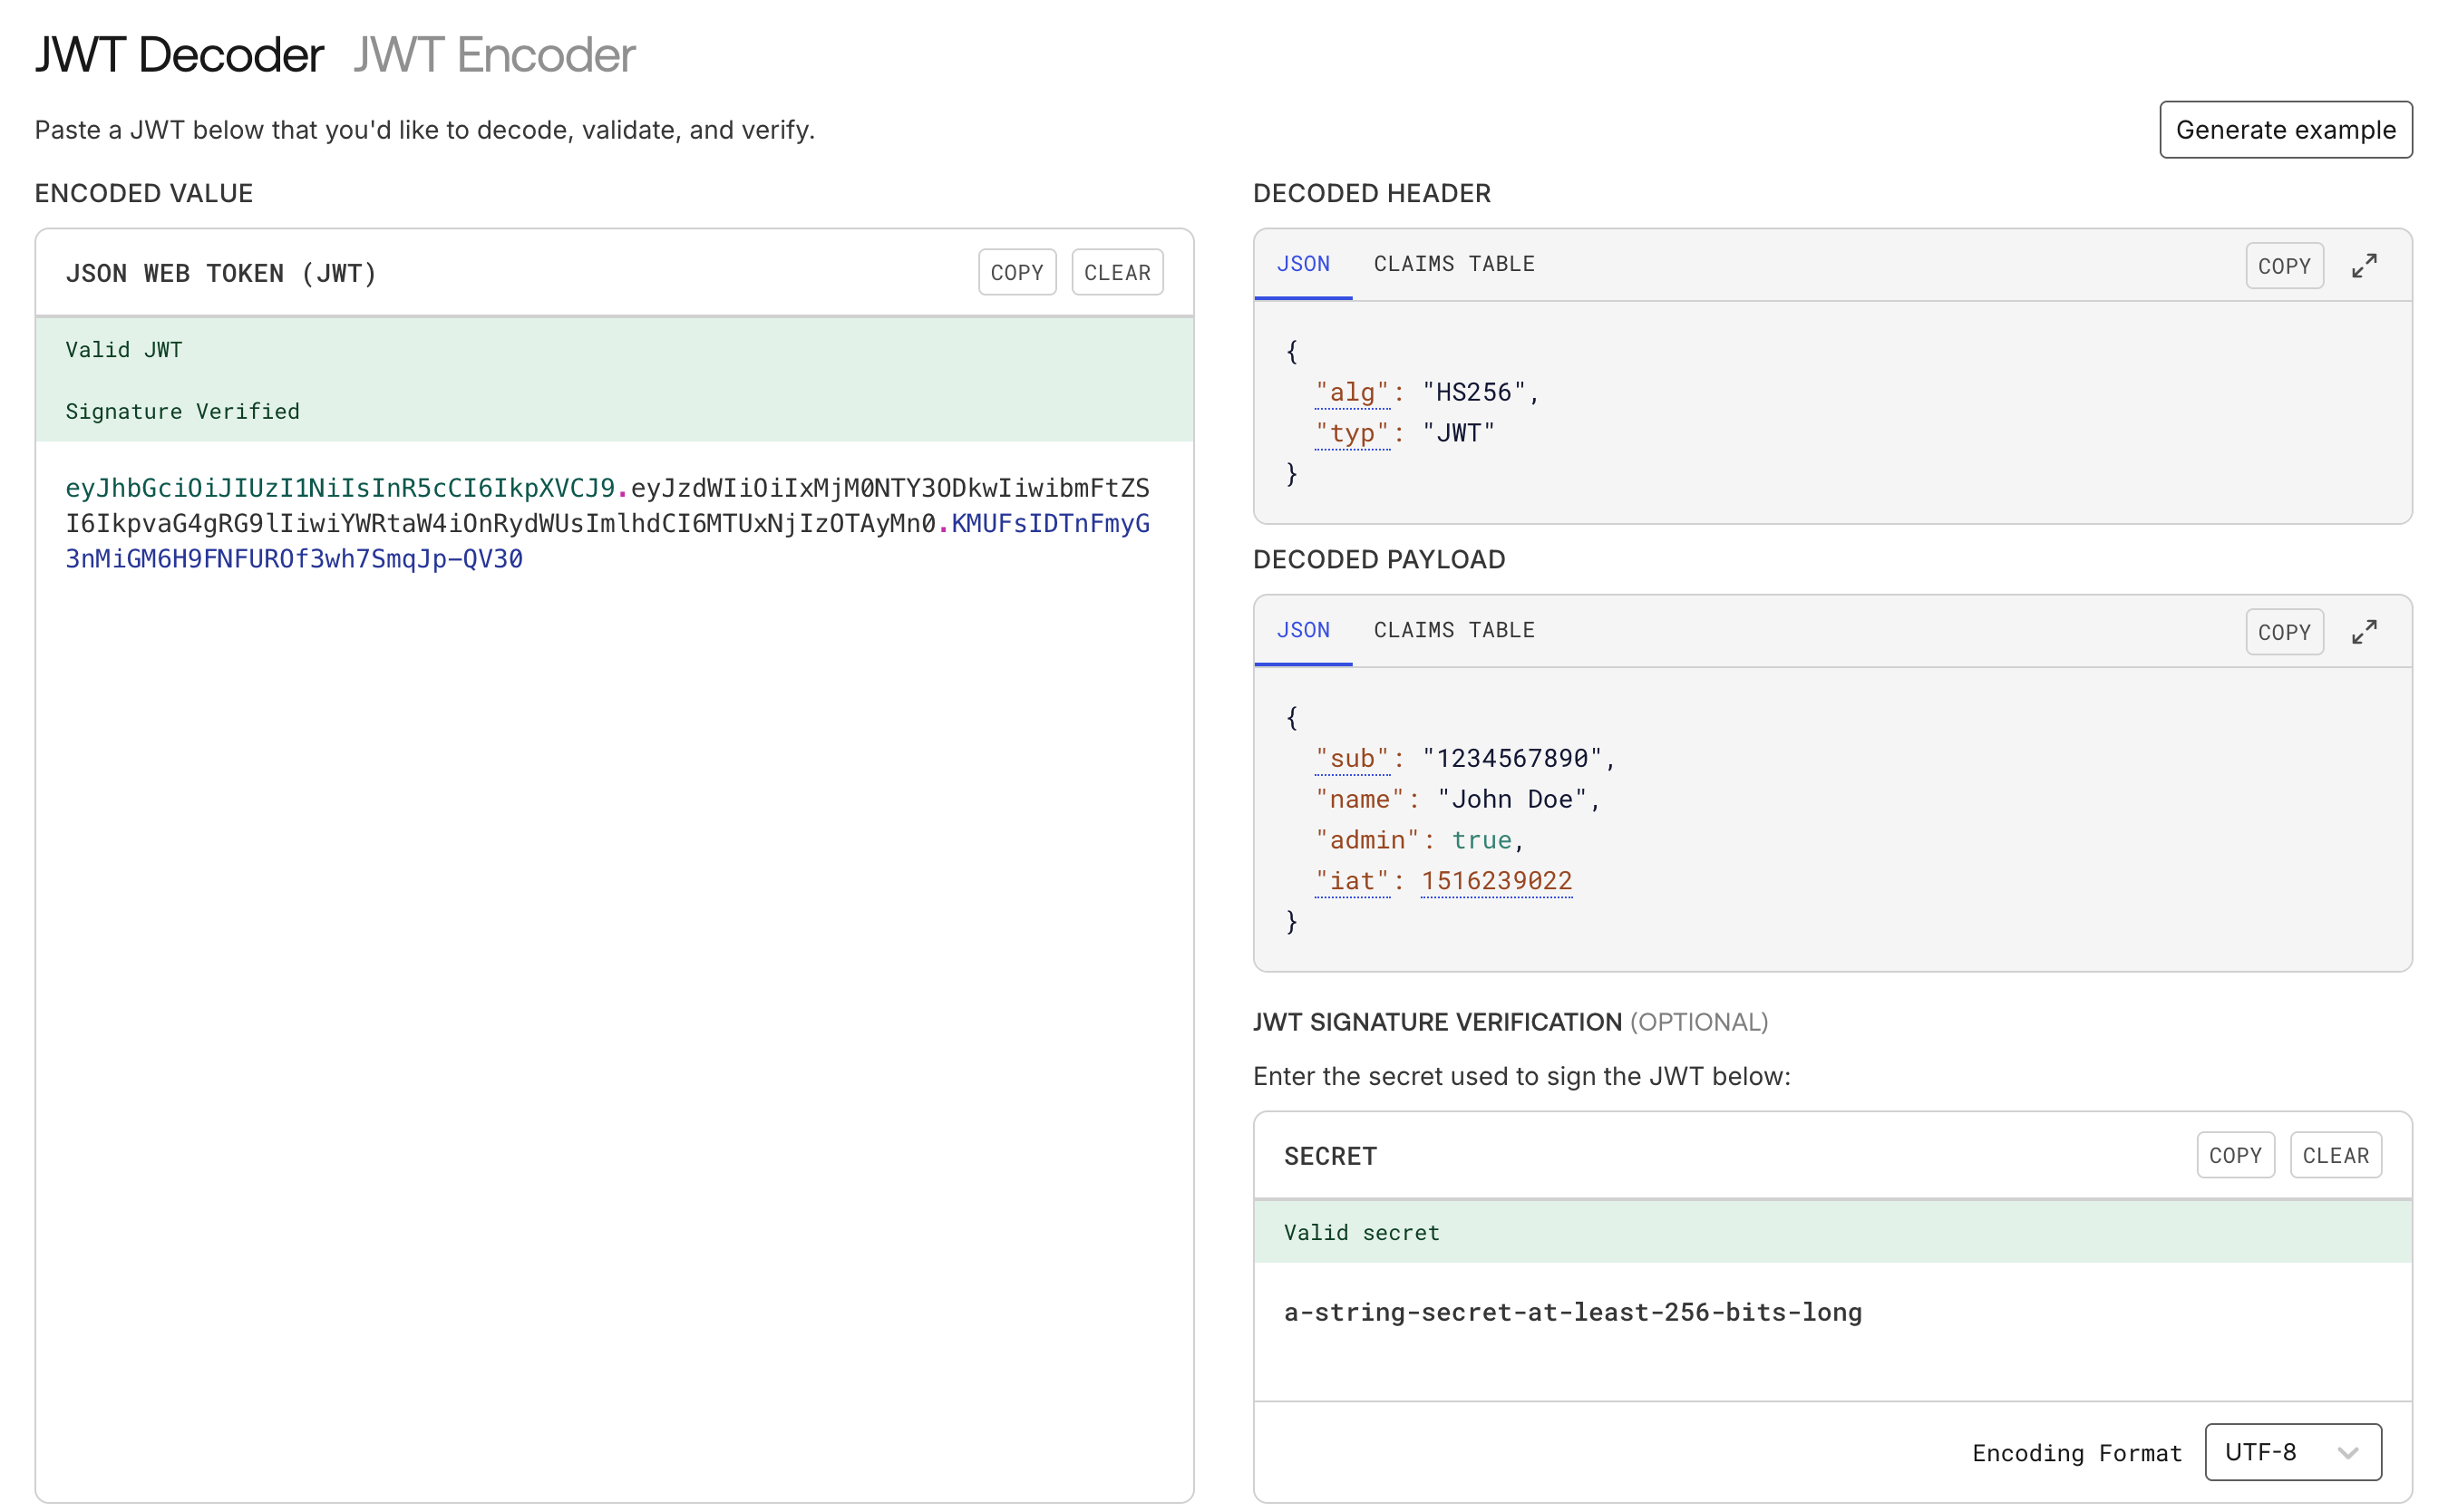 JWT Decoder JWT Encoder
Paste a JWT below that you'd like to decode, validate, and verify.
Generate example
ENCODED VALUE
JSON WEB TOKEN (JWT)
COPY
CLEAR
Valid JWT
Signature Verified
eyJhbGciOiJIUzI1NiIsInR5cCI6IkpXVCJ9.eyJzdWIiOiIxMjM0NTY3ODkwIiwibmFtZS
I6IkpvaG4gRG9lIiwiYWRtaW4iOnRydWUsImlhdCI6MTUxNjIzOTAyMn0.KMUFsIDTnFmyG
3nMiGM6H9FNFUROf3wh7SmqJp-QV30
DECODED HEADER
JSON
CLAIMS TABLE
COPY
{
"alg": "HS256",
"typ": "JWT"
}
DECODED PAYLOAD
JSON
CLAIMS TABLE
COPY
{
"sub": "1234567890",
"name": "John Doe",
"admin": true,
"iat": 1516239022
}
JWT SIGNATURE VERIFICATION (OPTIONAL)
Enter the secret used to sign the JWT below:
SECRET
COPY
CLEAR
Valid secret
a-string-secret-at-least-256-bits-long
Encoding Format
UTF-8